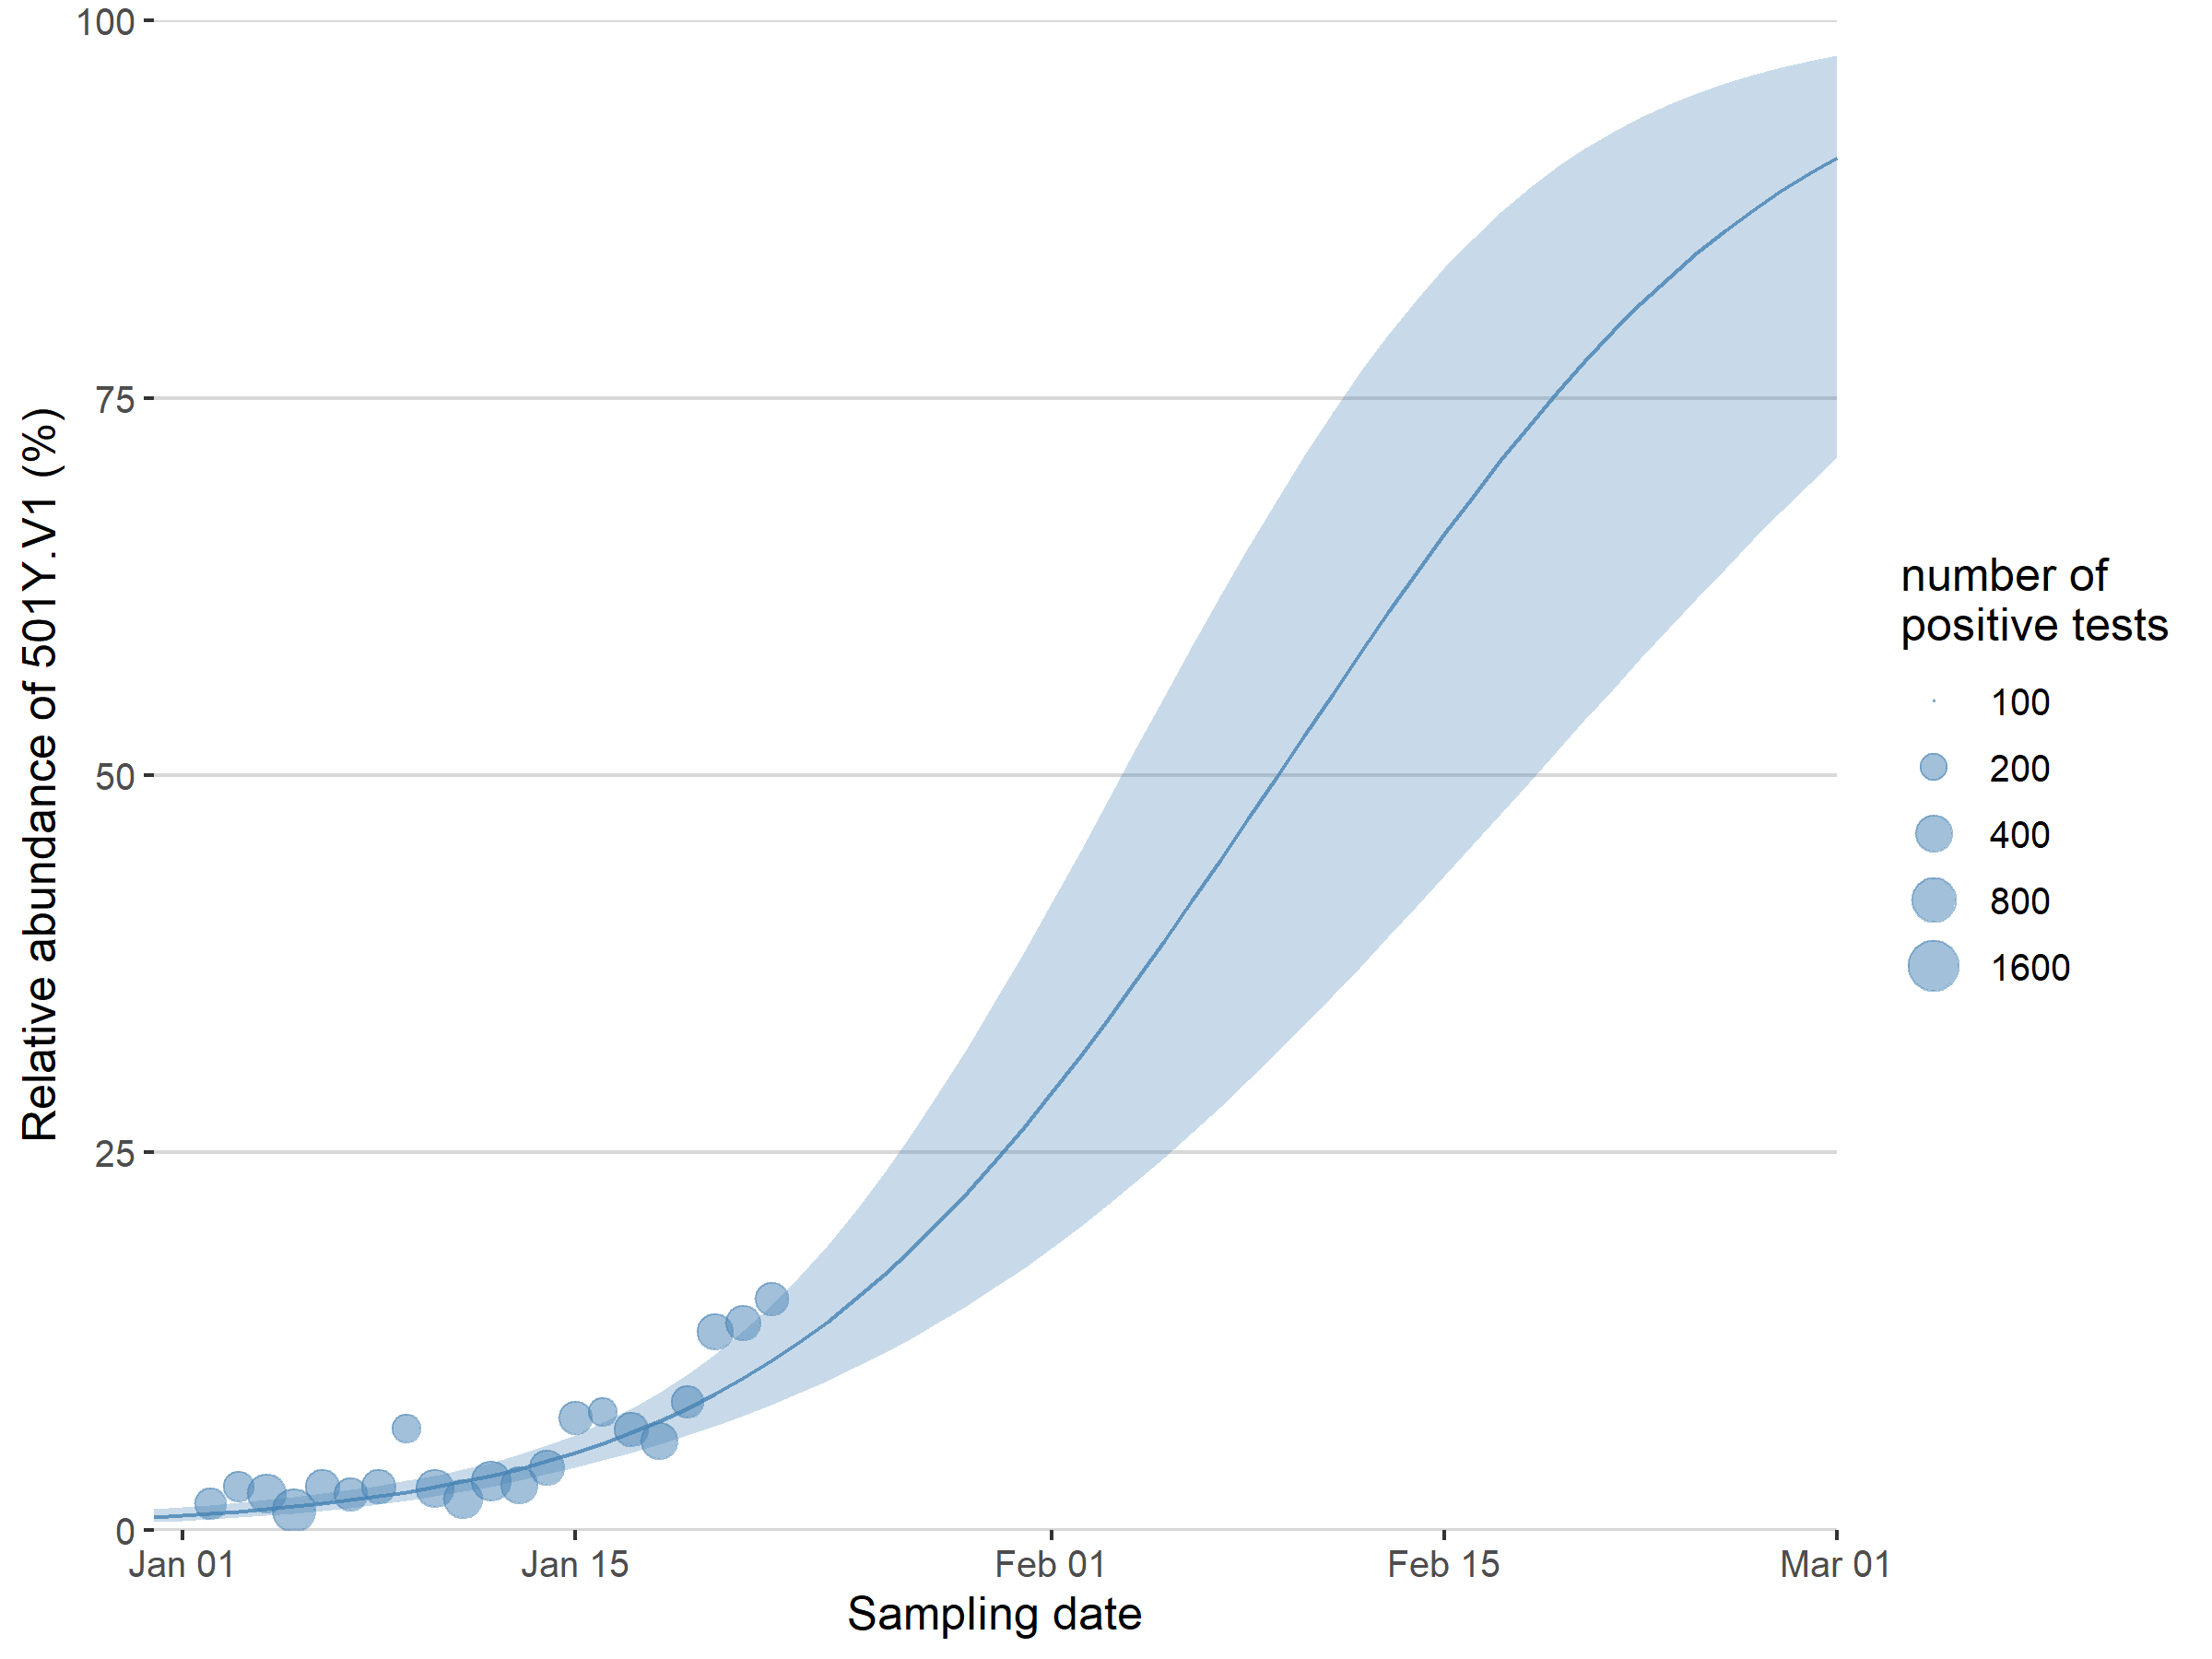 100
75
50
25
0
Relative abundance of 501Y.V1 (%)
Jan 01
Jan 15
Feb 01
Feb 15
Mar 01
Sampling date
number of
positive tests
100
200
400
800
1600